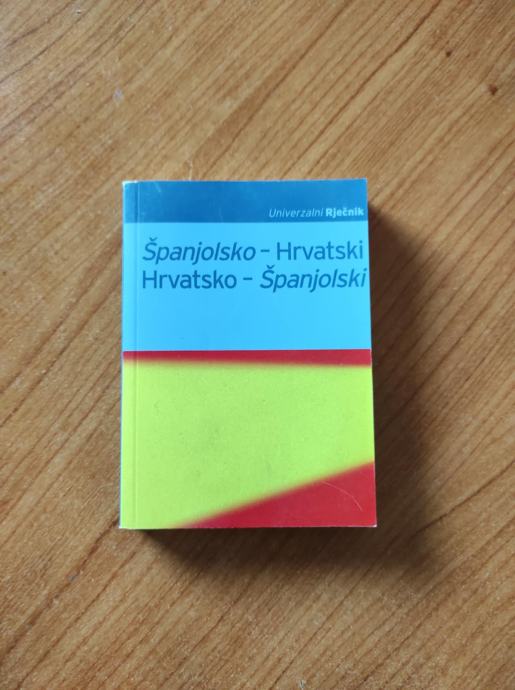 Univerzalni Rječnik
Španjolsko – Hrvatski
Hrvatsko – Španjolski